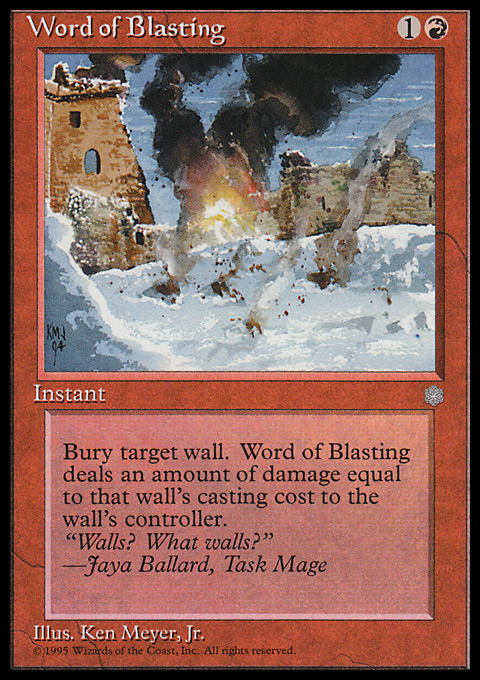 Word of Blasting 1
KMJ
94
Instant
Bury target wall. Word of Blasting
deals an amount of damage equal
to that wall's casting cost to the
wall's controller.
“Walls? What walls?”
—Jaya Ballard, Task Mage
Illus. Ken Meyer, Jr.
©1995 Wizards of the Coast, Inc. All rights reserved.